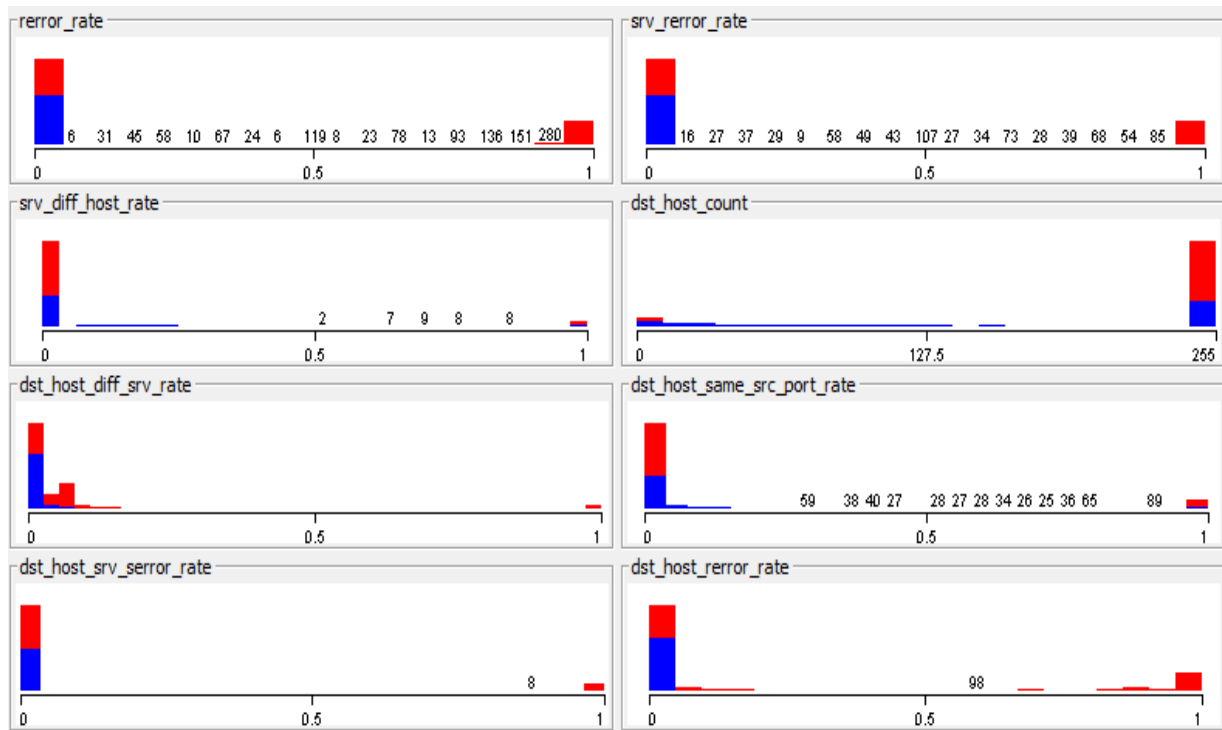 rerror_rate
6 31 45 58 10 67 24 6 119 8 23 78 13 93 136 151 280
0 0.5 1
srv_rerror_rate
16 27 37 29 9 58 49 43 107 27 34 73 28 39 68 54 85
0 0.5 1
srv_diff_host_rate
2 7 9 8 8
0 0.5 1
dst_host_count
0 127.5 255
dst_host_diff_srv_rate
0 0.5 1
dst_host_same_src_port_rate
59 38 40 27 28 27 28 34 26 25 36 65 89
0 0.5 1
dst_host_srv_serror_rate
8
0 0.5 1
dst_host_rerror_rate
98
0 0.5 1